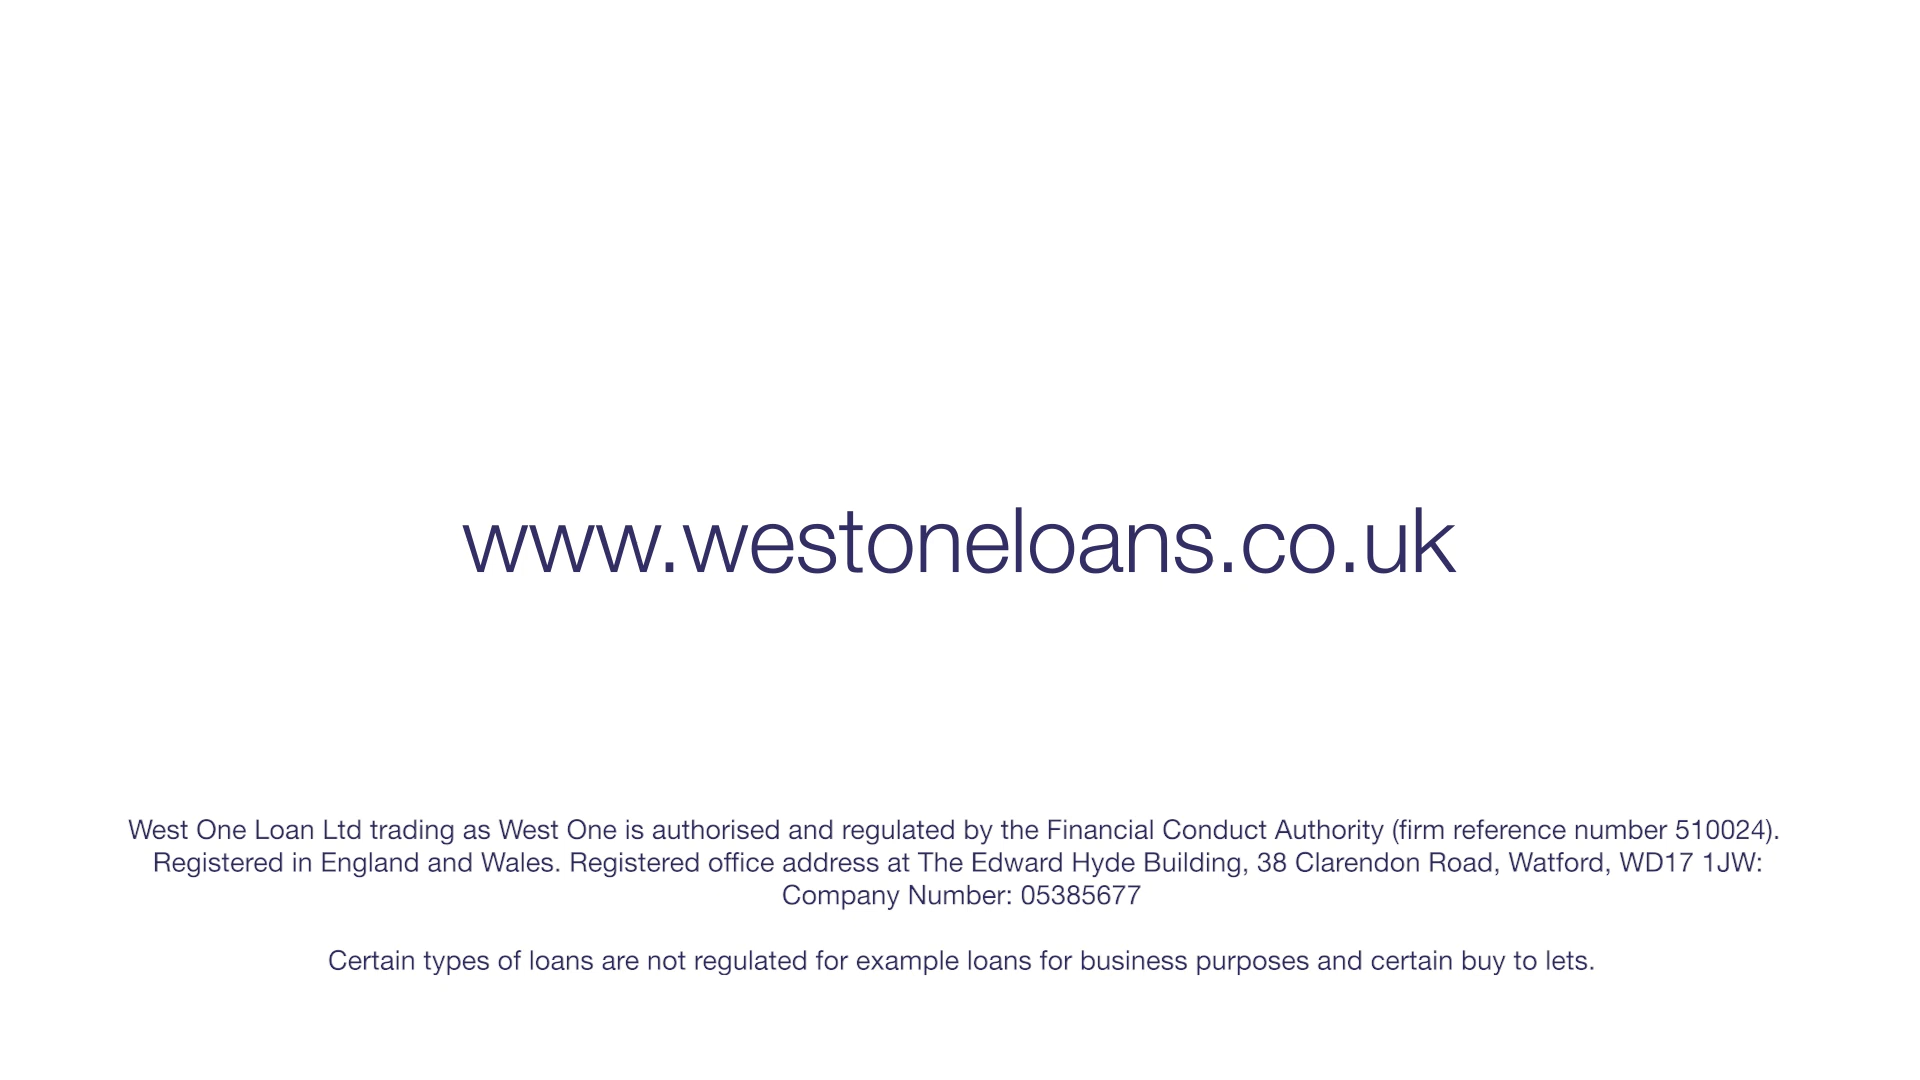 www.westoneloans.co.uk
West One Loan Ltd trading as West One is authorised and regulated by the Financial Conduct Authority (firm reference number 510024).
Registered in England and Wales. Registered office address at The Edward Hyde Building, 38 Clarendon Road, Watford, WD17 1JW:
Company Number: 05385677
Certain types of loans are not regulated for example loans for business purposes and certain buy to lets.